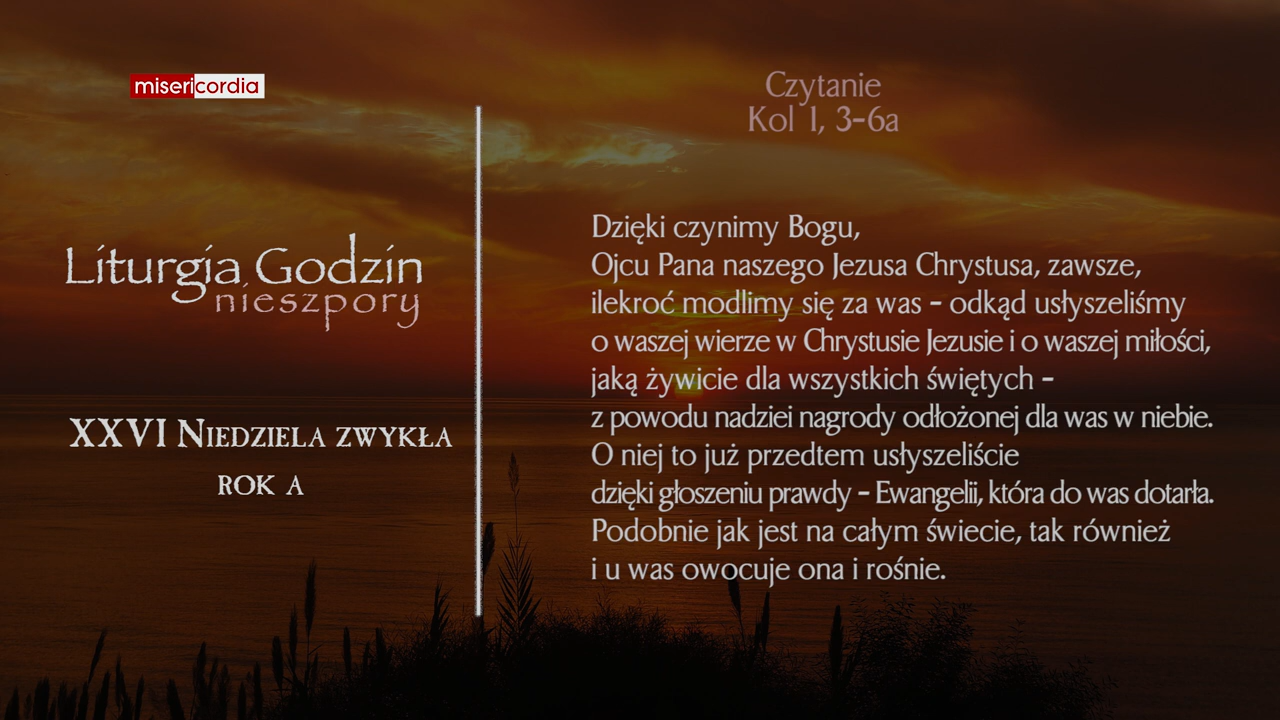 misericordia
Liturgia Godzin
nieszpory
XXVI Niedziela zwykła
rok A
Czytanie
Kol 1, 3-6a
Dzięki czynimy Bogu,
Ojcu Pana naszego Jezusa Chrystusa, zawsze,
ilekroć modlimy się za was - odkąd usłyszeliśmy
o waszej wierze w Chrystusie Jezusie i o waszej miłości,
jaką żywicie dla wszystkich świętych -
z powodu nadziei nagrody odłożonej dla was w niebie.
O niej to już przedtem usłyszeliście
dzięki głoszeniu prawdy - Ewangelii, która do was dotarła.
Podobnie jak jest na całym świecie, tak również
i u was owocuje ona i rośnie.